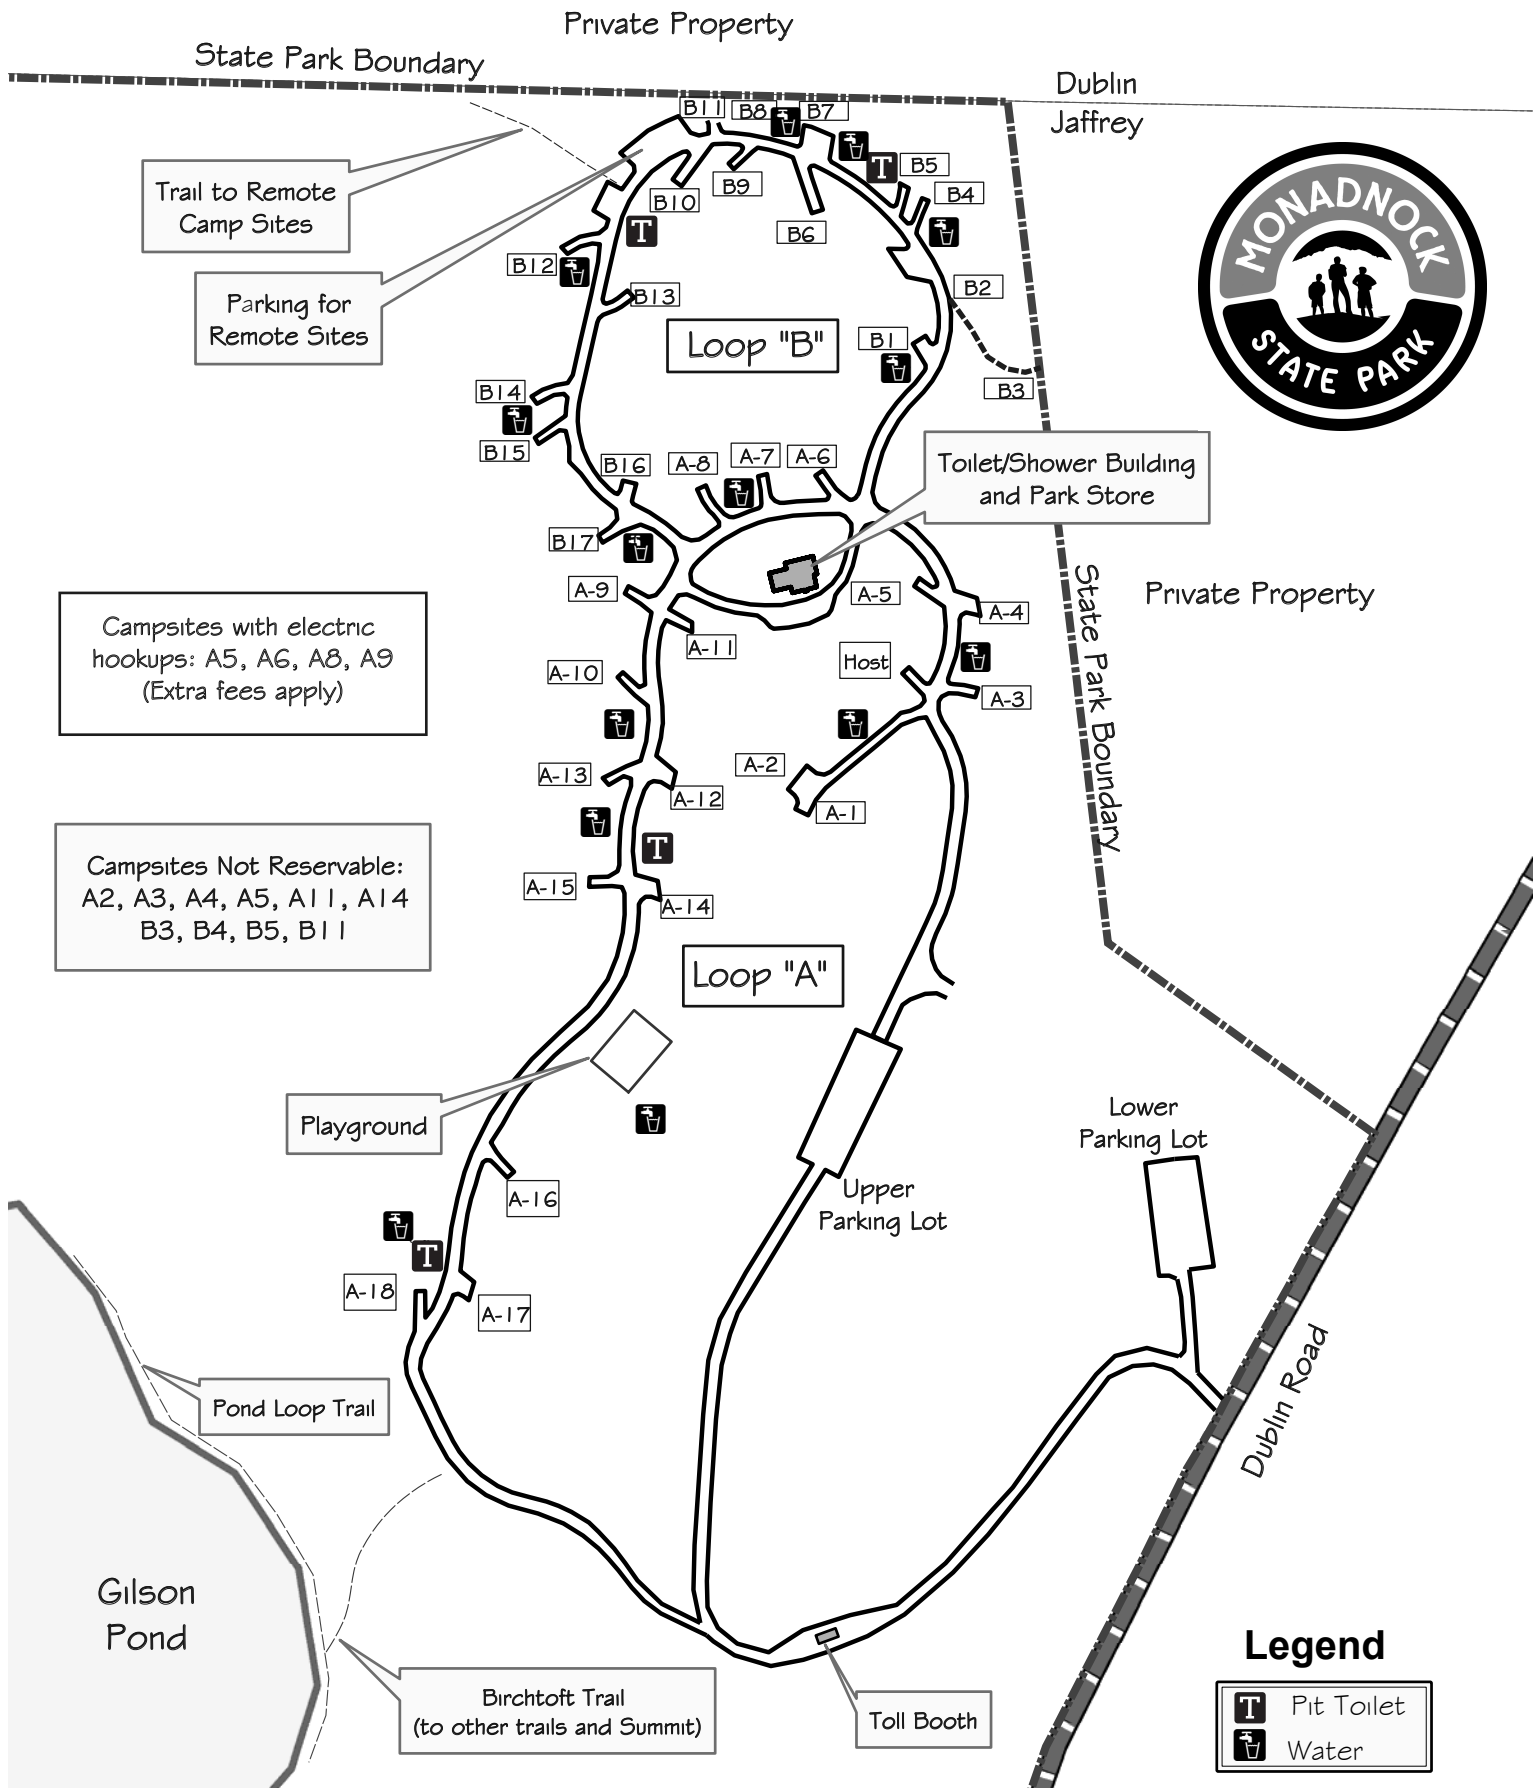 Private Property
State Park Boundary
Dublin
Jaffrey
MONADNOCK
STATE PARK
B11
B8
B7
B5
B4
B9
B10
B6
T
T
Trail to Remote
Camp Sites
B12
B13
B2
Parking for
Remote Sites
Loop "B"
B1
B3
B14
B15
B16
A-8
A-7
A-6
Toilet/Shower Building
and Park Store
B17
A-9
A-5
A-4
State Park Boundary
Private Property
Campsites with electric
hookups: A5, A6, A8, A9
(Extra fees apply)
A-11
Host
A-10
A-3
A-2
A-13
A-12
A-1
T
Campsites Not Reservable:
A2, A3, A4, A5, A11, A14
B3, B4, B5, B11
A-15
A-14
Loop "A"
N
Playground
Lower
Parking Lot
A-16
Upper
Parking Lot
T
A-18
A-17
Pond Loop Trail
Dublin Road
Gilson
Pond
Birchtoft Trail
(to other trails and Summit)
Toll Booth
Legend
T Pit Toilet
Water